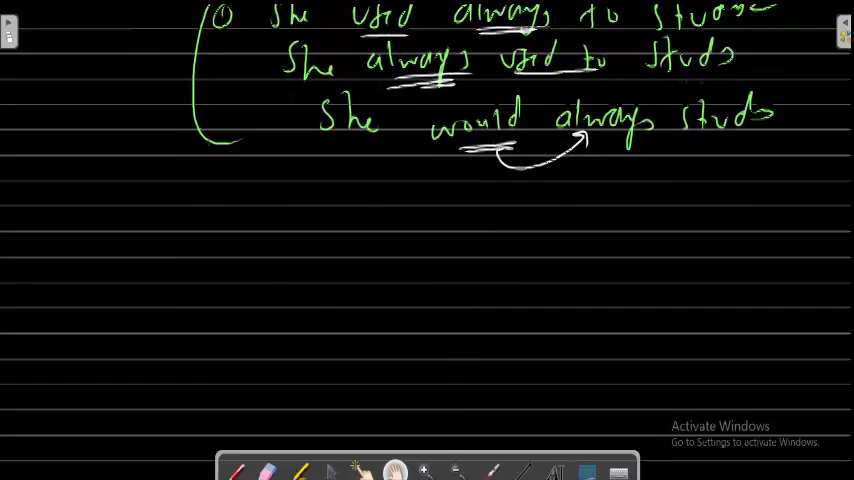 ① She used always to study
She always used to study
She would always study
Activate Windows
Go to Settings to activate Windows.